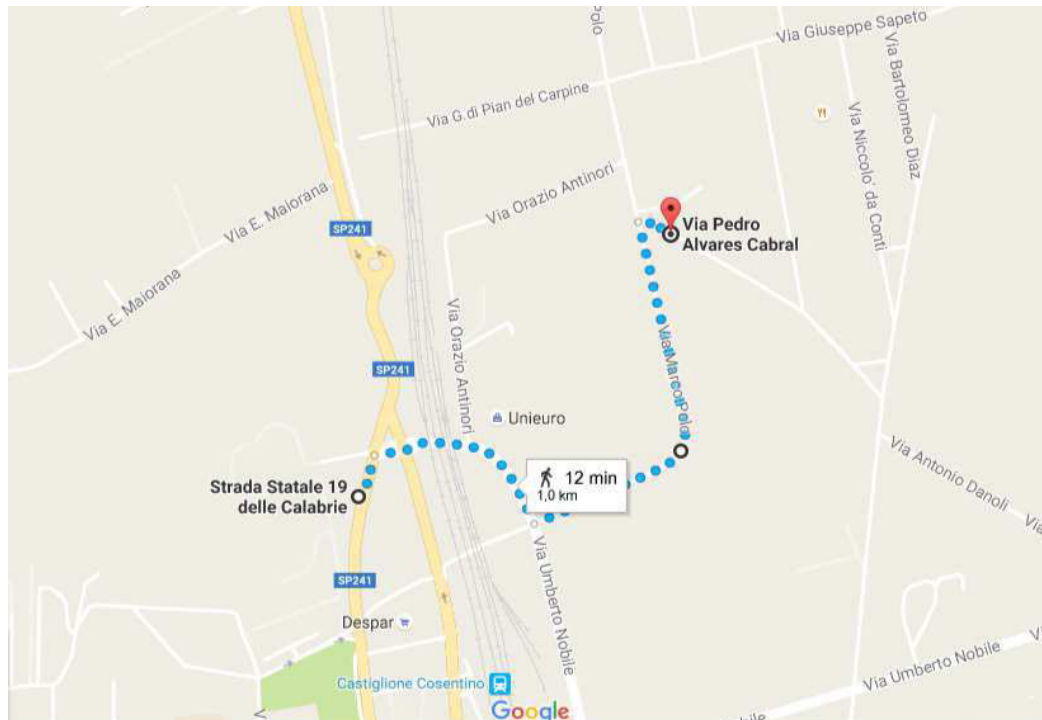 Polo
Via Giuseppe Sapeto
Via Bartolomeo Diaz
Via G. di Pian del Carpine
Via Niccolo' da Conti
Via Orazio Antinori
Via E. Maiorana
SP241
Via Pedro
Alvares Cabral
Via E. Maiorana
Via Orazio Antinori
Via Marco Polo
SP241
Unieuro
Via Antonio Danoli
12 min
1,0 km
Strada Statale 19
delle Calabrie
Via Umberto Nobile
SP241
Despar
Via Umberto Nobile
Castiglione Cosentino
Google
Nobile